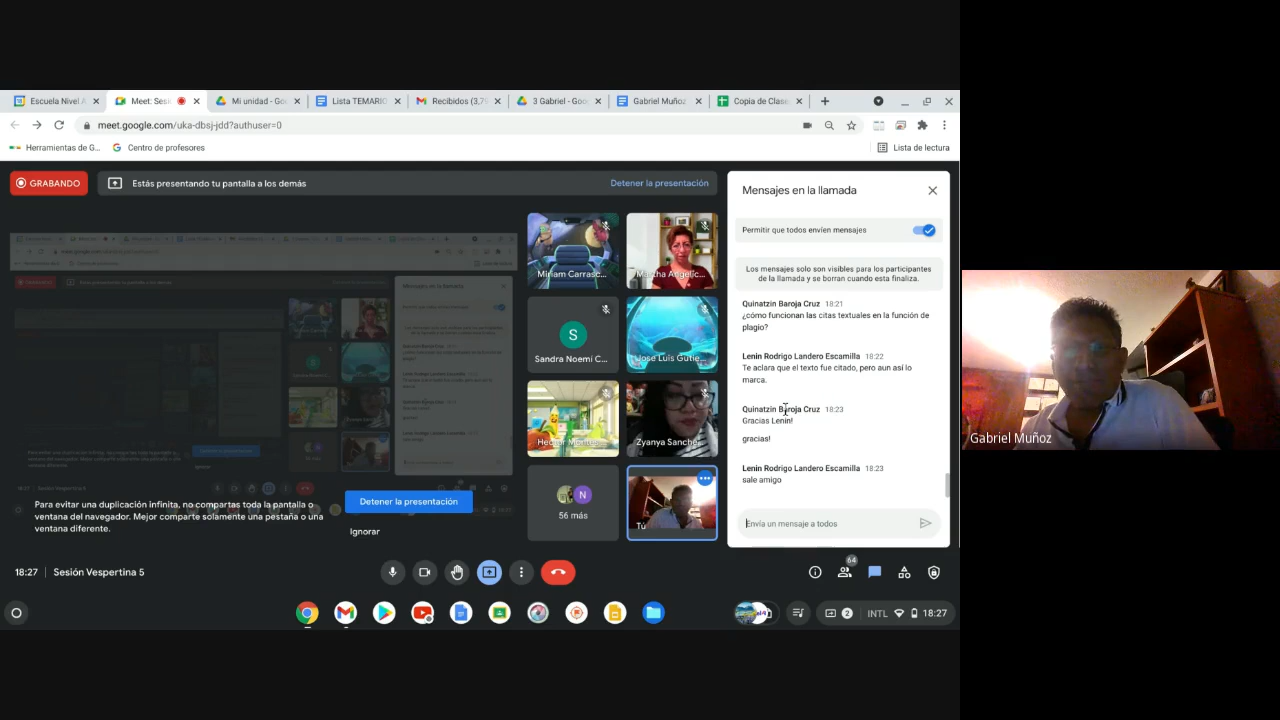 Escuela Nivel A
Meet: Sesi
Mi unidad - Go
Lista TEMARIO
Recibidos (3,79
3 Gabriel - Goo
Gabriel Muñoz
Copia de Clase
meet.google.com/uka-dbsj-jdd?authuser=0
Herramientas de G...
Centro de profesores
Lista de lectura
GRABANDO
Estás presentando tu pantalla a los demás
Detener la presentación
Mensajes en la llamada
Permitir que todos envíen mensajes
Los mensajes solo son visibles para los participantes
de la llamada y se borran cuando esta finaliza.
Quinatzin Baroja Cruz 18:21
¿cómo funcionan las citas textuales en la función de
plagio?
Lenin Rodrigo Landero Escamilla 18:22
Te aclara que el texto fue citado, pero aun así lo
marca.
Quinatzin Baroja Cruz 18:23
Gracias Lenin!
gracias!
Lenin Rodrigo Landero Escamilla 18:23
sale amigo
Envía un mensaje a todos
Miriam Carrasc...
Martha Angélic...
S
Sandra Noemí C...
Jose Luis Gutie...
Hector Montes...
Zyanya Sanche...
N
56 más
Tú
Para evitar una duplicación infinita, no compartas toda la pantalla o
ventana del navegador. Mejor comparte solamente una pestaña o una
ventana diferente.
Detener la presentación
Ignorar
18:27 | Sesión Vespertina 5
64
2
INTL
18:27
Gabriel Muñoz